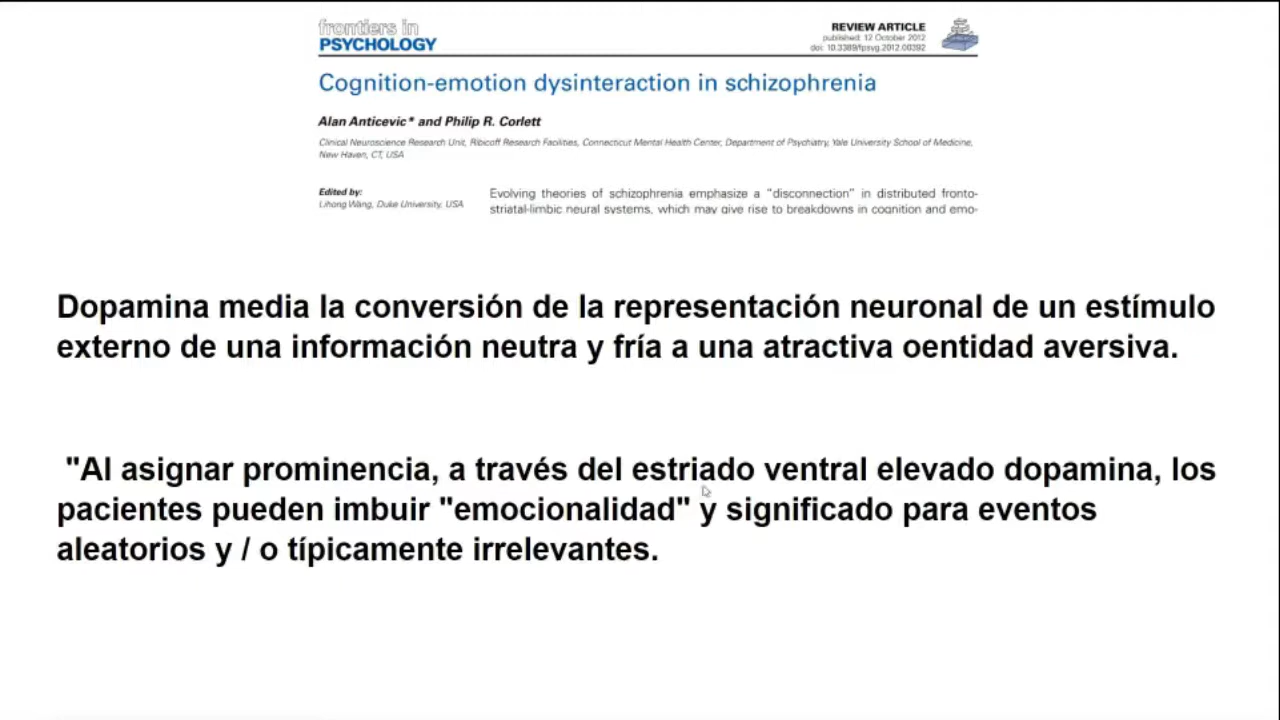 frontiers in
PSYCHOLOGY
REVIEW ARTICLE
published: 12 October 2012
doi: 10.3389/fpsyg.2012.00392
Cognition-emotion dysinteraction in schizophrenia
Alan Anticevic* and Philip R. Corlett
Clinical Neuroscience Research Unit, Ribicoff Research Facilities, Connecticut Mental Health Center, Department of Psychiatry, Yale University School of Medicine,
New Haven, CT, USA
Edited by:
Lihong Wang, Duke University, USA
Evolving theories of schizophrenia emphasize a "disconnection" in distributed fronto-
striatal-limbic neural systems, which may give rise to breakdowns in cognition and emo-
Dopamina media la conversión de la representación neuronal de un estímulo
externo de una información neutra y fría a una atractiva oentidad aversiva.
"Al asignar prominencia, a través del estriado ventral elevado dopamina, los
pacientes pueden imbuir "emocionalidad" y significado para eventos
aleatorios y / o típicamente irrelevantes.